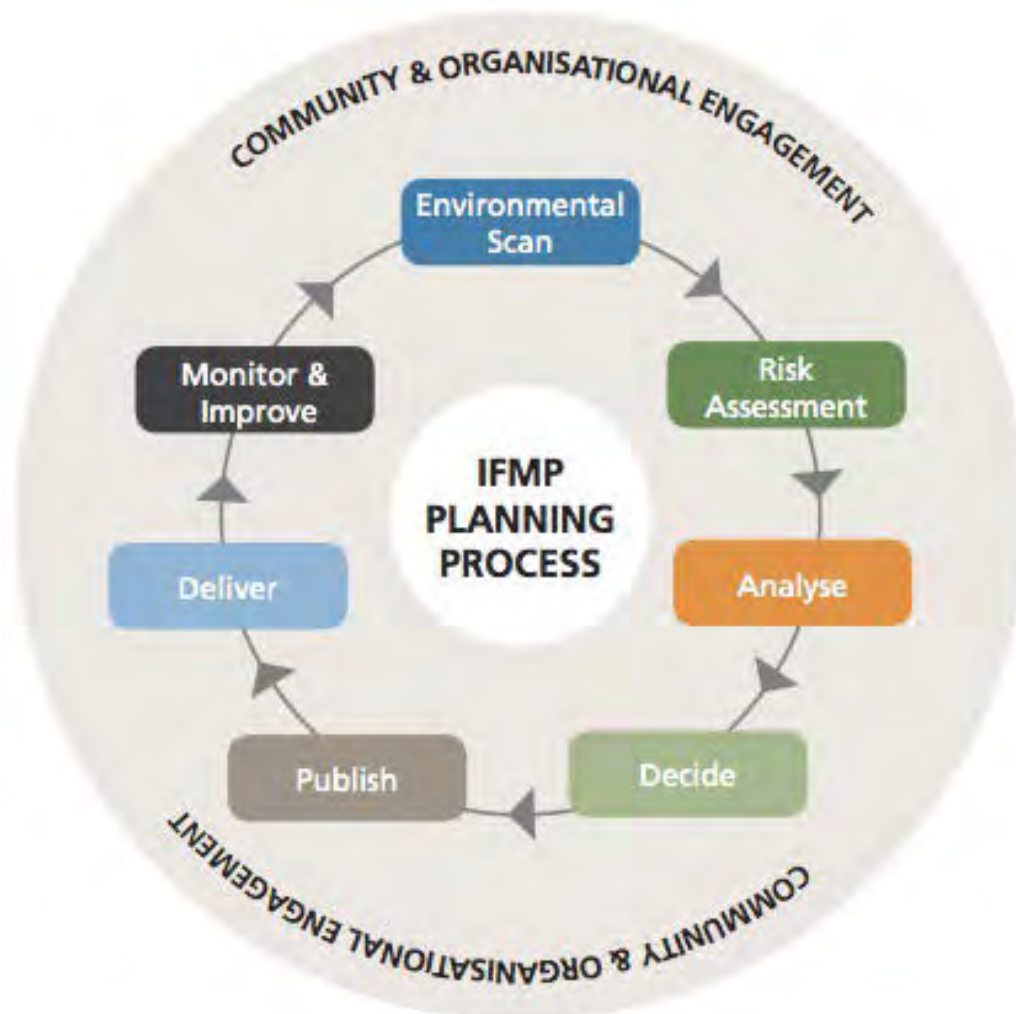 COMMUNITY & ORGANISATIONAL ENGAGEMENT
Environmental
Scan
Risk
Assessment
Analyse
Decide
Publish
Deliver
Monitor &
Improve
IFMP
PLANNING
PROCESS
COMMUNITY & ORGANISATIONAL ENGAGEMENT